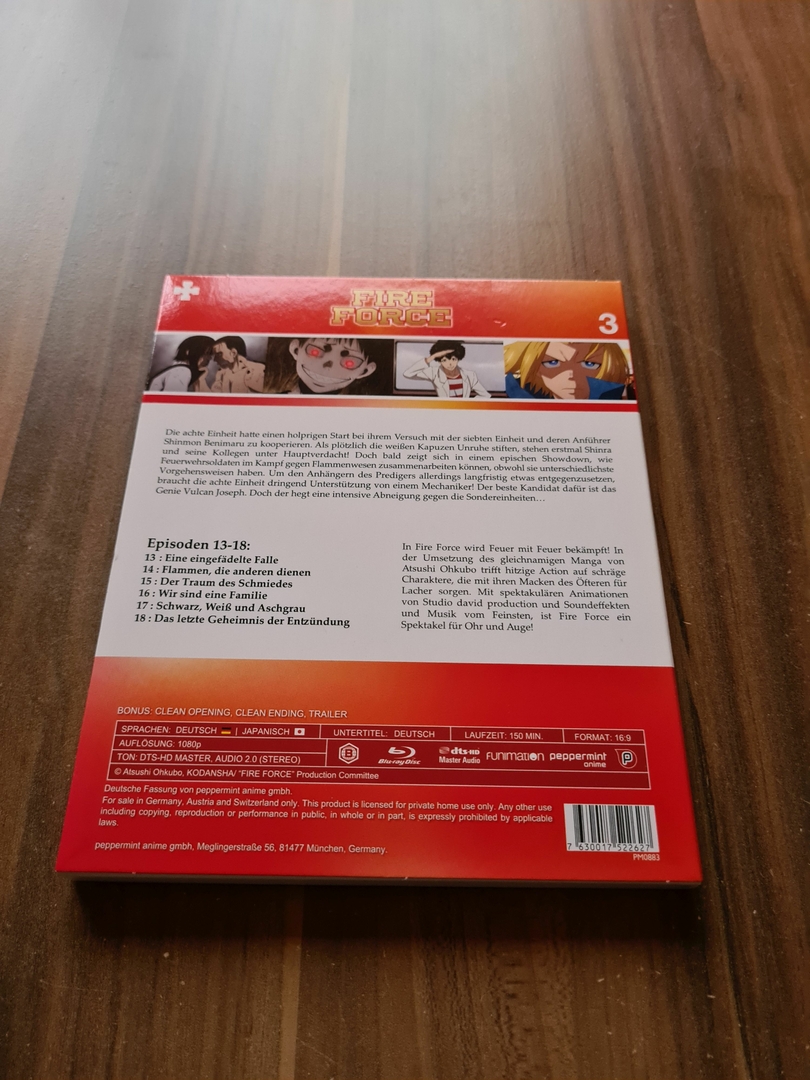 FIRE
FORCE
3
Die achte Einheit hatte einen holprigen Start bei ihrem Versuch mit der siebten Einheit und deren Anführer
Shinmon Benimaru zu kooperieren. Als plötzlich die weißen Kapuzen Unruhe stiften, stehen erstmal Shinra
und seine Kollegen unter Hauptverdacht! Doch bald zeigt sich in einem epischen Showdown, wie
Feuerwehrsoldaten im Kampf gegen Flammenwesen zusammenarbeiten können, obwohl sie unterschiedlichste
Vorgehensweisen haben. Um den Anhängern des Predigers allerdings langfristig etwas entgegenzusetzen,
braucht die achte Einheit dringend Unterstützung von einem Mechaniker! Der beste Kandidat dafür ist das
Genie Vulcan Joseph. Doch der hegt eine intensive Abneigung gegen die Sondereinheiten…
Episoden 13-18:
13 : Eine eingefädelte Falle
14 : Flammen, die anderen dienen
15 : Der Traum des Schmiedes
16 : Wir sind eine Familie
17 : Schwarz, Weiß und Aschgrau
18 : Das letzte Geheimnis der Entzündung
In Fire Force wird Feuer mit Feuer bekämpft! In
der Umsetzung des gleichnamigen Manga von
Atsushi Ohkubo trifft hitzige Action auf schräge
Charaktere, die mit ihren Macken des Öfteren für
Lacher sorgen. Mit spektakulären Animationen
von Studio david production und Soundeffekten
und Musik vom Feinsten, ist Fire Force ein
Spektakel für Ohr und Auge!
BONUS: CLEAN OPENING, CLEAN ENDING, TRAILER
SPRACHEN: DEUTSCH | JAPANISCH
UNTERTITEL: DEUTSCH
LAUFZEIT: 150 MIN.
FORMAT: 16:9
AUFLÖSUNG: 1080p
TON: DTS-HD MASTER, AUDIO 2.0 (STEREO)
B
Blu-ray Disc
dts-HD
Master Audio
FUNIMATION
peppermint
anime
© Atsushi Ohkubo, KODANSHA/ "FIRE FORCE" Production Committee
Deutsche Fassung von peppermint anime gmbh.
For sale in Germany, Austria and Switzerland only. This product is licensed for private home use only. Any other use
including copying, reproduction or performance in public, in whole or in part, is expressly prohibited by applicable
laws.
peppermint anime gmbh, Meglingerstraße 56, 81477 München, Germany.
7 630017 522627
PM0883